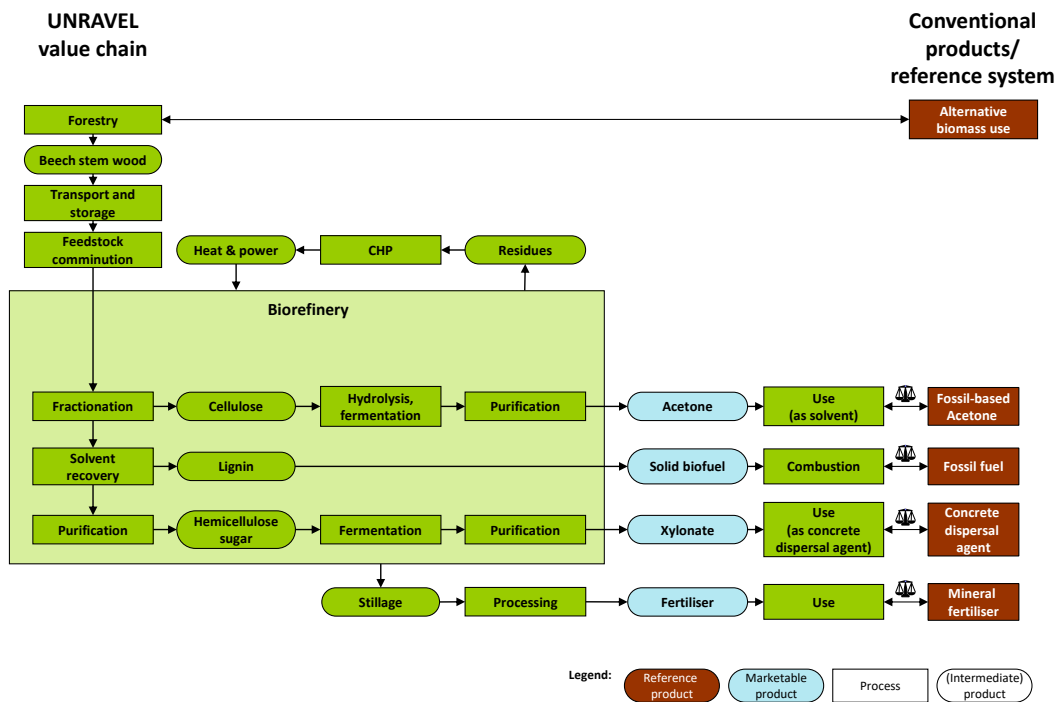 UNRAVEL
value chain
Conventional
products/
reference system
Forestry
Alternative
biomass use
Beech stem wood
Transport and
storage
Feedstock
comminution
Heat & power
CHP
Residues
Biorefinery
Fractionation
Cellulose
Hydrolysis,
fermentation
Purification
Acetone
Use
(as solvent)
Fossil-based
Acetone
Solvent
recovery
Lignin
Solid biofuel
Combustion
Fossil fuel
Purification
Hemicellulose
sugar
Fermentation
Purification
Xylonate
Use
(as concrete
dispersal agent)
Concrete
dispersal
agent
Stillage
Processing
Fertiliser
Use
Mineral
fertiliser
Legend:
Reference
product
Marketable
product
Process
(Intermediate)
product